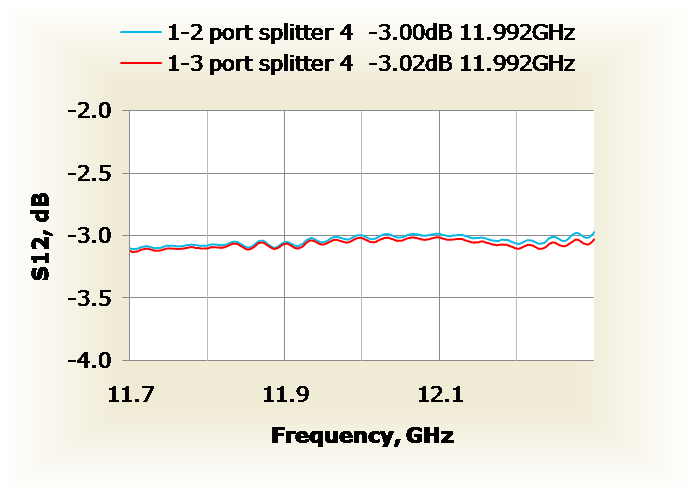 1-2 port splitter 4 -3.00dB 11.992GHz
1-3 port splitter 4 -3.02dB 11.992GHz
-2.0
-2.5
-3.0
-3.5
-4.0
S12, dB
11.7 11.9 12.1
Frequency, GHz